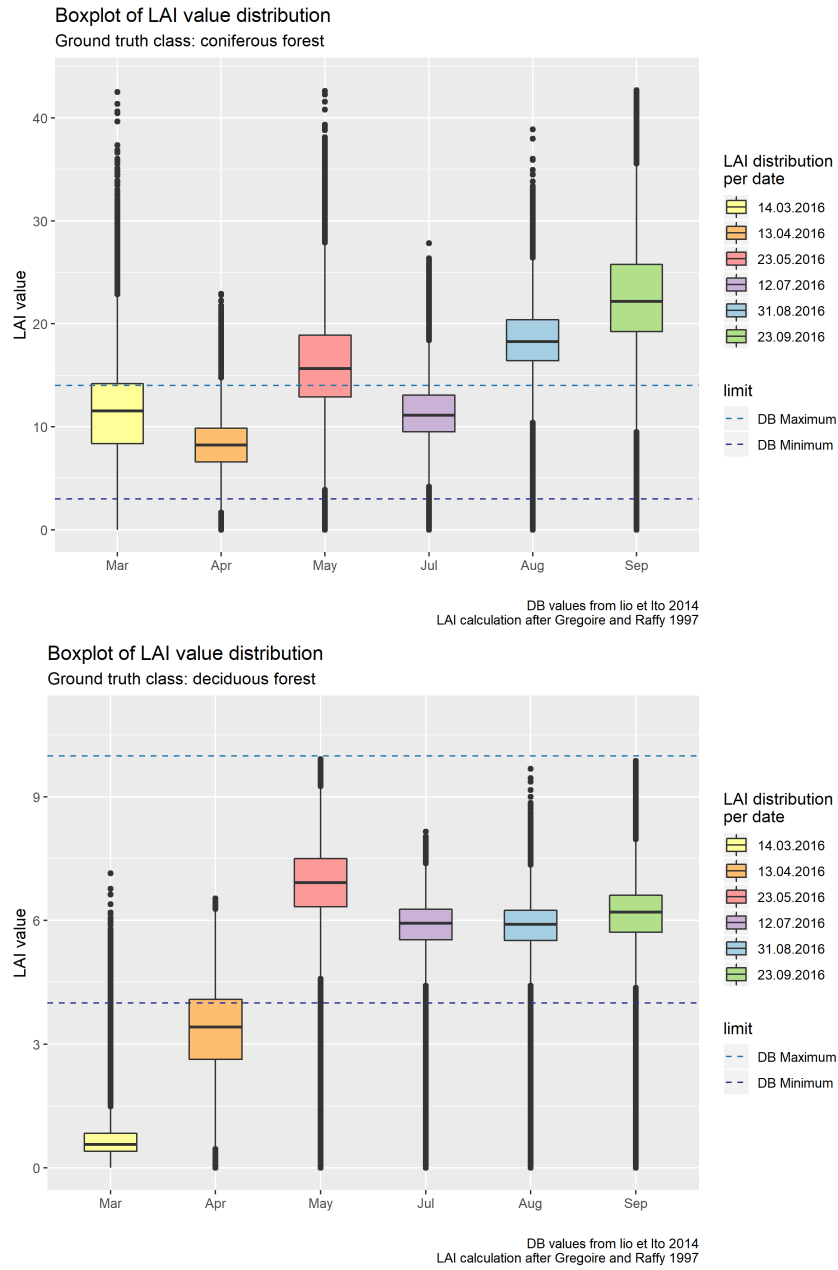 Boxplot of LAI value distribution
Ground truth class: coniferous forest
LAI value
40
30
20
10
0
Mar Apr May Jul Aug Sep
LAI distribution
per date
14.03.2016
13.04.2016
23.05.2016
12.07.2016
31.08.2016
23.09.2016
limit
DB Maximum
DB Minimum
DB values from Iio et Ito 2014
LAI calculation after Gregoire and Raffy 1997
Boxplot of LAI value distribution
Ground truth class: deciduous forest
LAI value
9
6
3
0
Mar Apr May Jul Aug Sep
LAI distribution
per date
14.03.2016
13.04.2016
23.05.2016
12.07.2016
31.08.2016
23.09.2016
limit
DB Maximum
DB Minimum
DB values from Iio et Ito 2014
LAI calculation after Gregoire and Raffy 1997